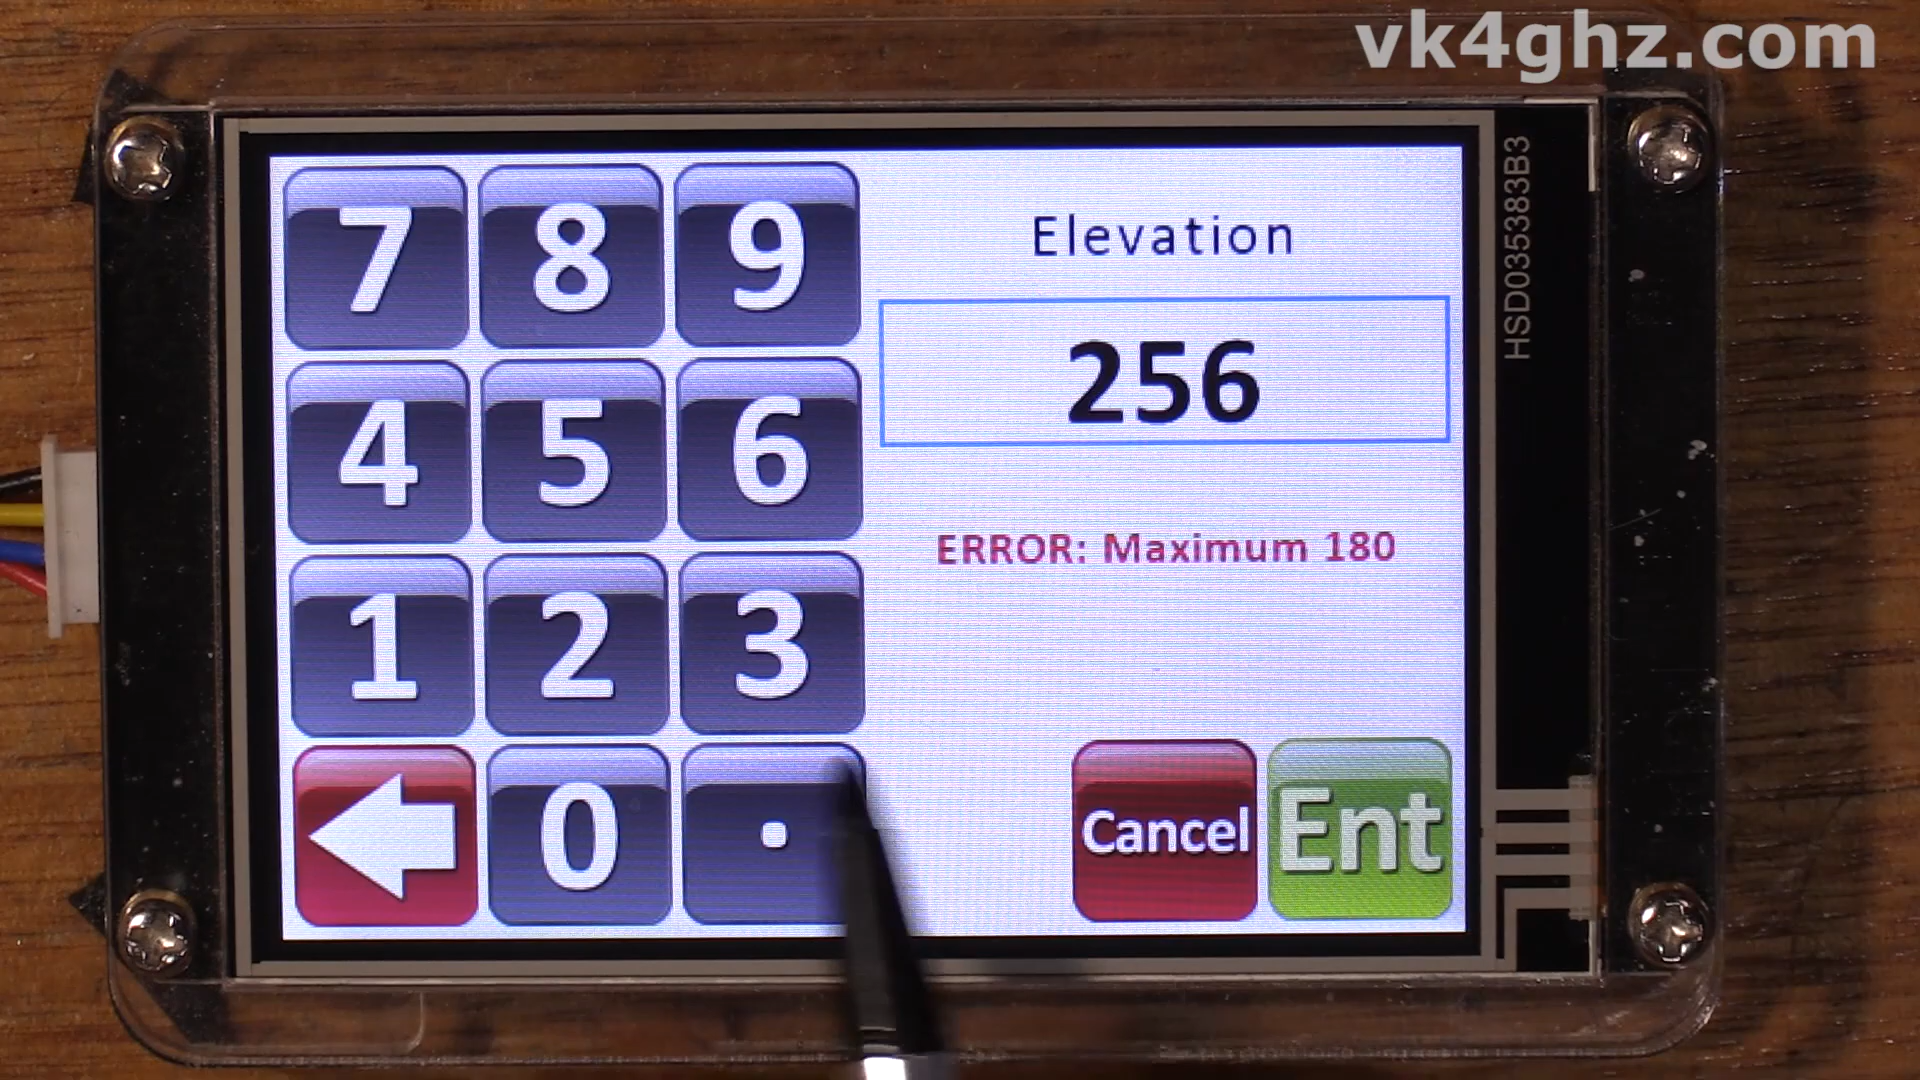 vk4ghz.com
HSD035383B3
7 8 9
Elevation
256
4 5 6
ERROR: Maximum 180
1 2 3
0 .
Cancel Ent